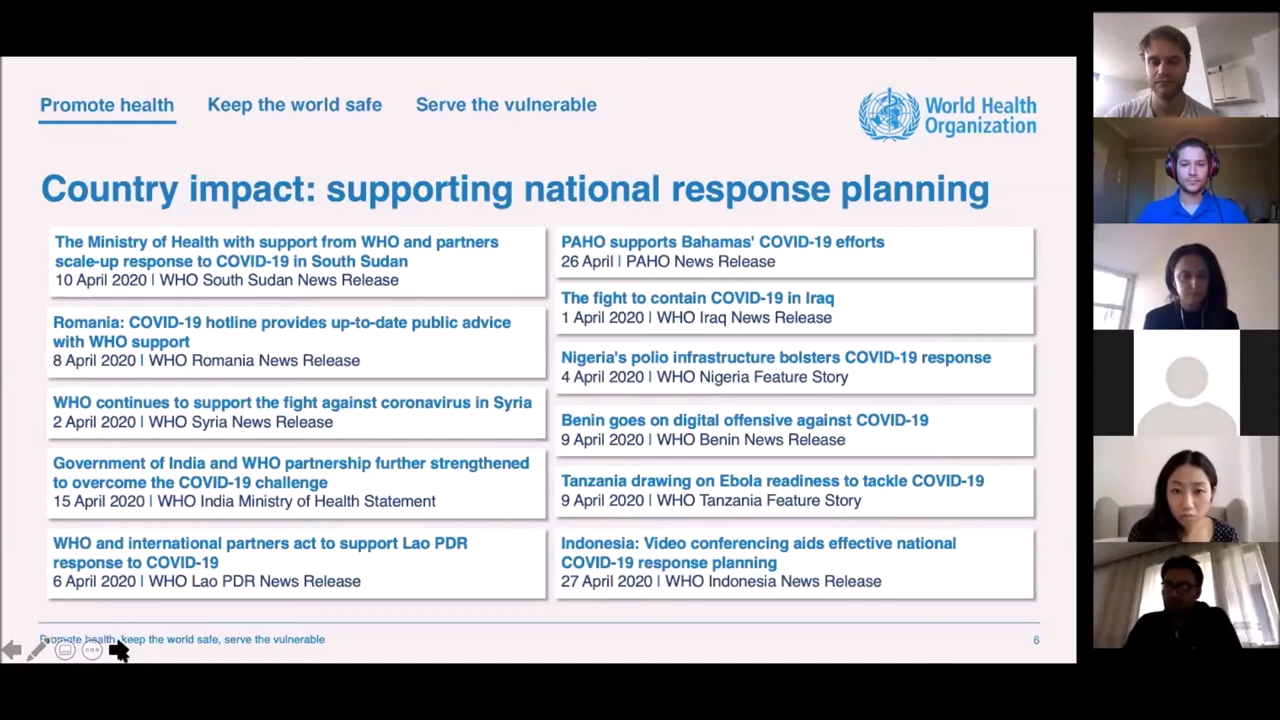 Promote health
Keep the world safe
Serve the vulnerable
World Health
Organization
Country impact: supporting national response planning
The Ministry of Health with support from WHO and partners
scale-up response to COVID-19 in South Sudan
10 April 2020 | WHO South Sudan News Release
Romania: COVID-19 hotline provides up-to-date public advice
with WHO support
8 April 2020 | WHO Romania News Release
WHO continues to support the fight against coronavirus in Syria
2 April 2020 | WHO Syria News Release
Government of India and WHO partnership further strengthened
to overcome the COVID-19 challenge
15 April 2020 | WHO India Ministry of Health Statement
WHO and international partners act to support Lao PDR
response to COVID-19
6 April 2020 | WHO Lao PDR News Release
PAHO supports Bahamas' COVID-19 efforts
26 April | PAHO News Release
The fight to contain COVID-19 in Iraq
1 April 2020 | WHO Iraq News Release
Nigeria's polio infrastructure bolsters COVID-19 response
4 April 2020 | WHO Nigeria Feature Story
Benin goes on digital offensive against COVID-19
9 April 2020 | WHO Benin News Release
Tanzania drawing on Ebola readiness to tackle COVID-19
9 April 2020 | WHO Tanzania Feature Story
Indonesia: Video conferencing aids effective national
COVID-19 response planning
27 April 2020 | WHO Indonesia News Release
Promote health, keep the world safe, serve the vulnerable
6